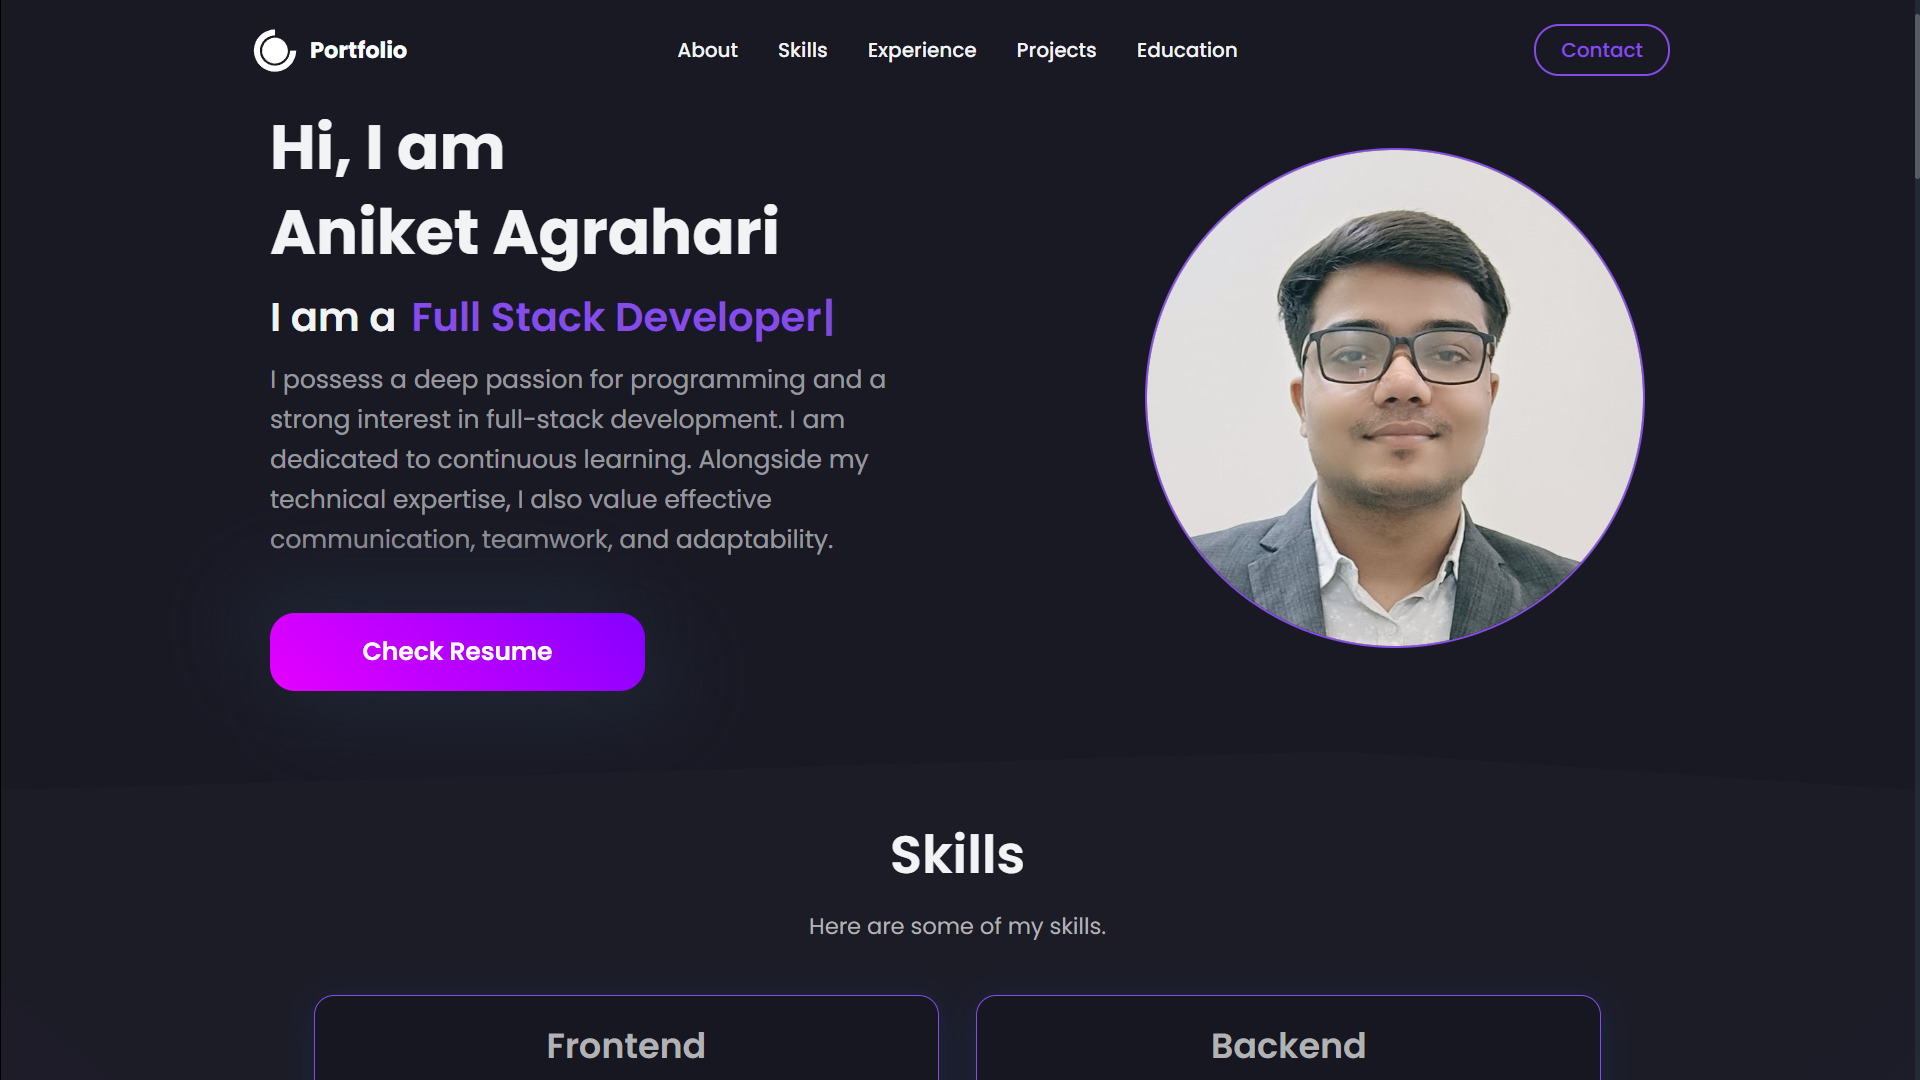 Portfolio
About Skills Experience Projects Education
Contact
Hi, I am
Aniket Agrahari
I am a Full Stack Developer|
I possess a deep passion for programming and a
strong interest in full-stack development. I am
dedicated to continuous learning. Alongside my
technical expertise, I also value effective
communication, teamwork, and adaptability.
Check Resume
Skills
Here are some of my skills.
Frontend
Backend